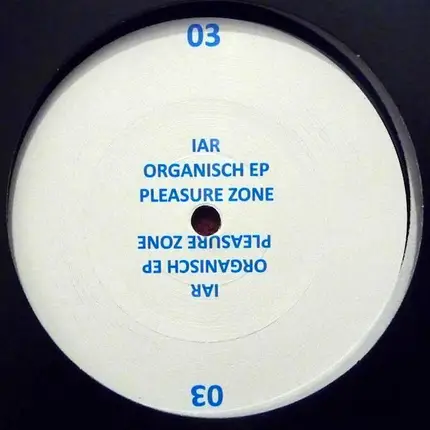 03
IAR
ORGANISCH EP
PLEASURE ZONE
03
IAR
ORGANISCH EP
PLEASURE ZONE